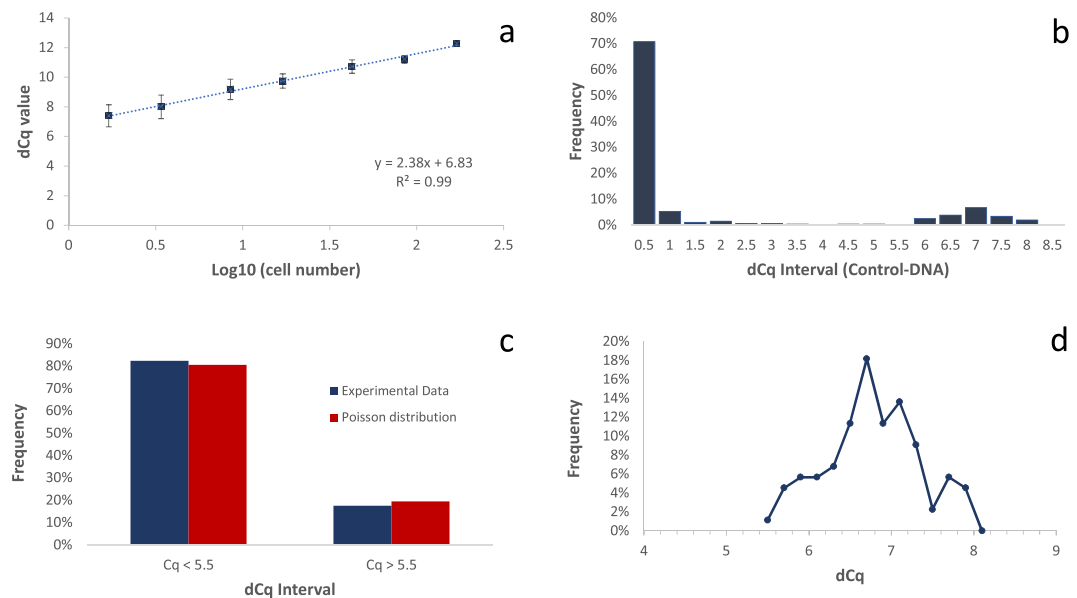 a
14
12
10
8
6
4
2
0
dCq value
y = 2.38x + 6.83
R² = 0.99
0 0.5 1 1.5 2 2.5
Log10 (cell number)
b
80%
70%
60%
50%
40%
30%
20%
10%
0%
Frequency
0.5 1 1.5 2 2.5 3 3.5 4 4.5 5 5.5 6 6.5 7 7.5 8 8.5
dCq Interval (Control-DNA)
c
90%
80%
70%
60%
50%
40%
30%
20%
10%
0%
Frequency
Experimental Data
Poisson distribution
Cq < 5.5 Cq > 5.5
dCq Interval
d
20%
18%
16%
14%
12%
10%
8%
6%
4%
2%
0%
Frequency
4 5 6 7 8 9
dCq